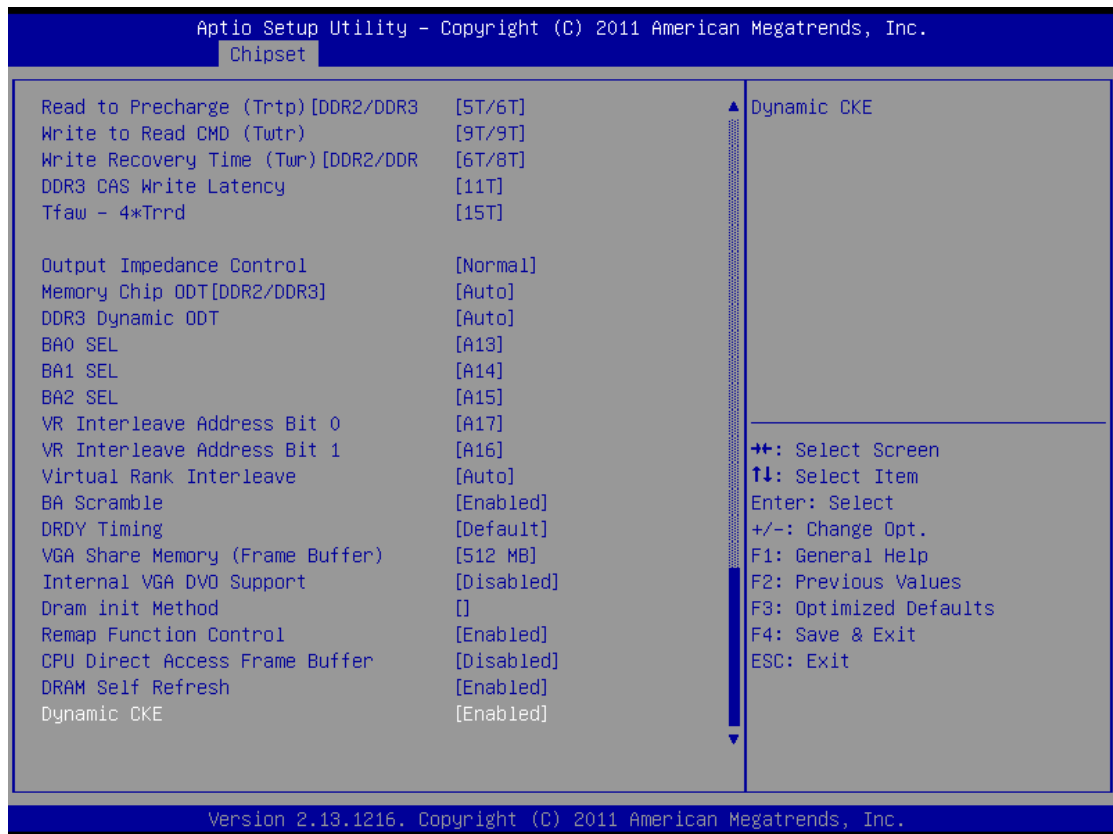 Aptio Setup Utility – Copyright (C) 2011 American Megatrends, Inc.
Chipset
Read to Precharge (Trtp)[DDR2/DDR3 [5T/6T]
Write to Read CMD (Twtr) [9T/9T]
Write Recovery Time (Twr)[DDR2/DDR [6T/8T]
DDR3 CAS Write Latency [11T]
Tfaw – 4*Trrd [15T]
Output Impedance Control [Normal]
Memory Chip ODT[DDR2/DDR3] [Auto]
DDR3 Dynamic ODT [Auto]
BA0 SEL [A13]
BA1 SEL [A14]
BA2 SEL [A15]
VR Interleave Address Bit 0 [A17]
VR Interleave Address Bit 1 [A16]
Virtual Rank Interleave [Auto]
BA Scramble [Enabled]
DRDY Timing [Default]
VGA Share Memory (Frame Buffer) [512 MB]
Internal VGA DVO Support [Disabled]
Dram init Method []
Remap Function Control [Enabled]
CPU Direct Access Frame Buffer [Disabled]
DRAM Self Refresh [Enabled]
Dynamic CKE [Enabled]
Dynamic CKE
→←: Select Screen
↑↓: Select Item
Enter: Select
+/-: Change Opt.
F1: General Help
F2: Previous Values
F3: Optimized Defaults
F4: Save & Exit
ESC: Exit
Version 2.13.1216. Copyright (C) 2011 American Megatrends, Inc.